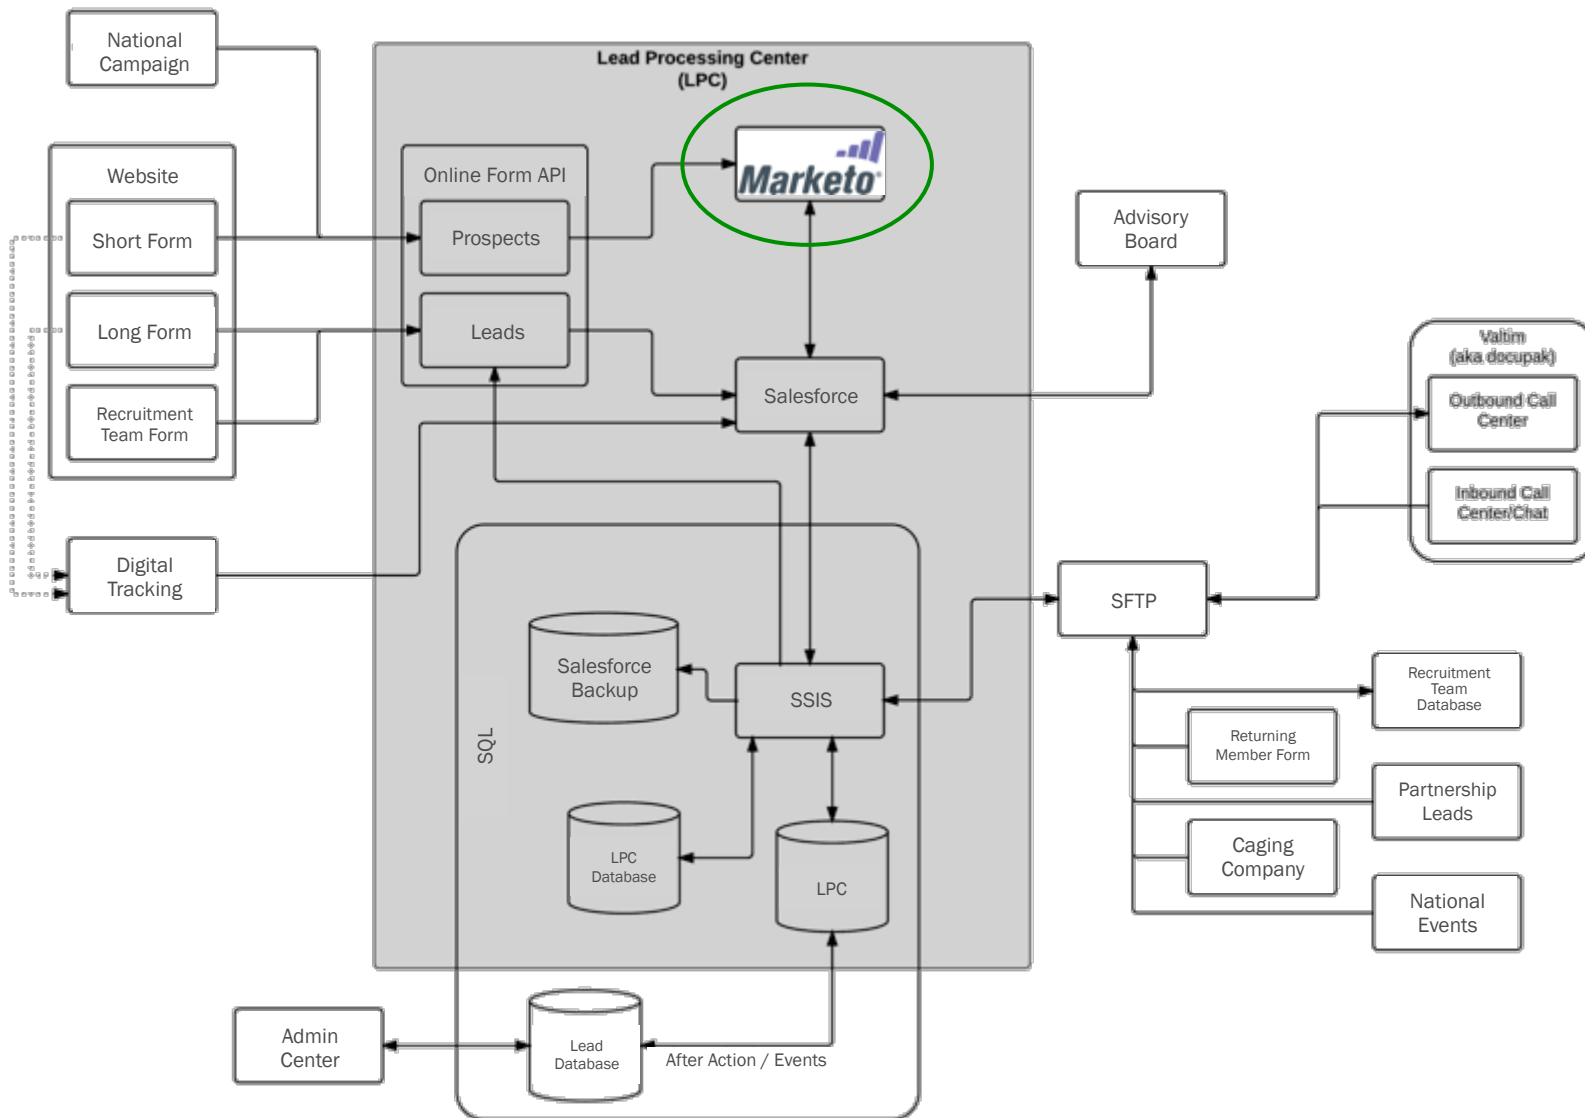 National
Campaign
Lead Processing Center
(LPC)
Marketo
Website
Short Form
Long Form
Recruitment
Team Form
Online Form API
Prospects
Leads
Salesforce
Advisory
Board
Valtim
(aka docupak)
Outbound Call
Center
Inbound Call
Center/Chat
Digital
Tracking
SFTP
SQL
Salesforce
Backup
SSIS
LPC
Database
LPC
Recruitment
Team
Database
Returning
Member Form
Partnership
Leads
Caging
Company
National
Events
Admin
Center
Lead
Database
After Action / Events